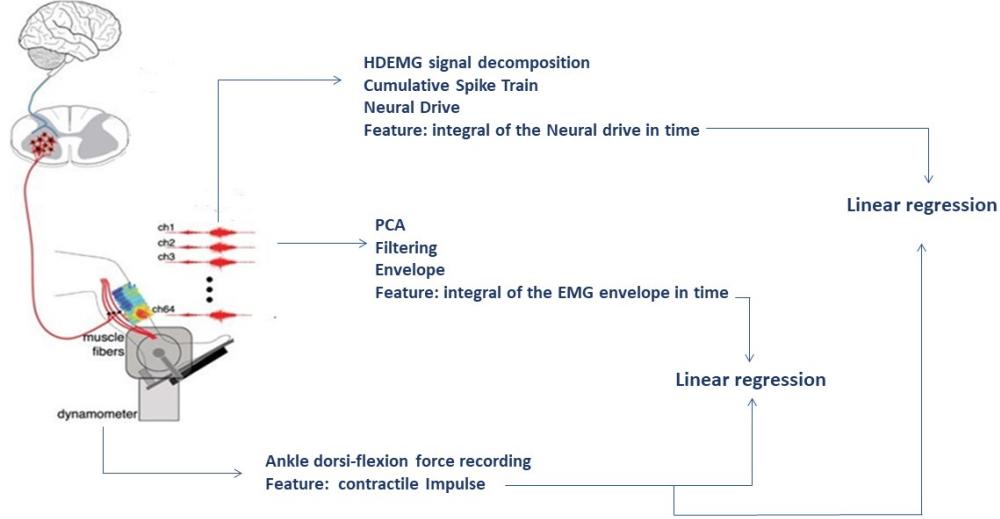 HDEMG signal decomposition
Cumulative Spike Train
Neural Drive
Feature: integral of the Neural drive in time
Linear regression
ch1
ch2
ch3
ch64
PCA
Filtering
Envelope
Feature: integral of the EMG envelope in time
muscle
fibers
Linear regression
dynamometer
Ankle dorsi-flexion force recording
Feature: contractile Impulse